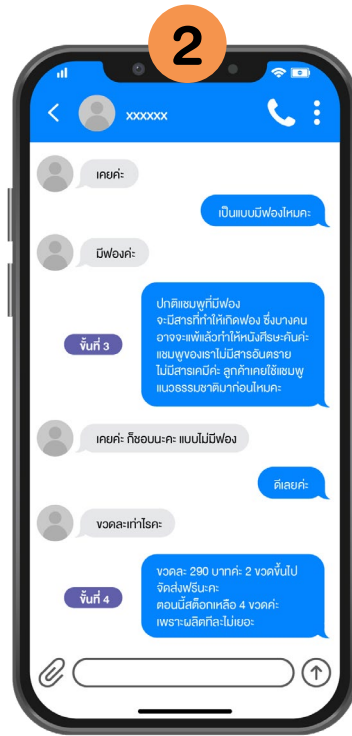 2
xxxxxx
เคยค่ะ
เป็นแบบมีฟองไหมคะ
มีฟองค่ะ
ปกติแชมพูที่มีฟอง
จะมีสารที่ทำให้เกิดฟอง ซึ่งบางคน
อาจจะแพ้แล้วทำให้หนังศีรษะคันค่ะ
แชมพูของเราไม่มีสารอันตราย
ไม่มีสารเคมีค่ะ ลูกค้าเคยใช้แชมพู
แนวธรรมชาติมาก่อนไหมคะ
ขั้นที่ 3
เคยค่ะ ก็ชอบนะคะ แบบไม่มีฟอง
ดีเลยค่ะ
ขวดละเท่าไรคะ
ขวดละ 290 บาทค่ะ 2 ขวดขึ้นไป
จัดส่งฟรีนะคะ
ตอนนี้สต็อกเหลือ 4 ขวดค่ะ
เพราะผลิตทีละไม่เยอะ
ขั้นที่ 4